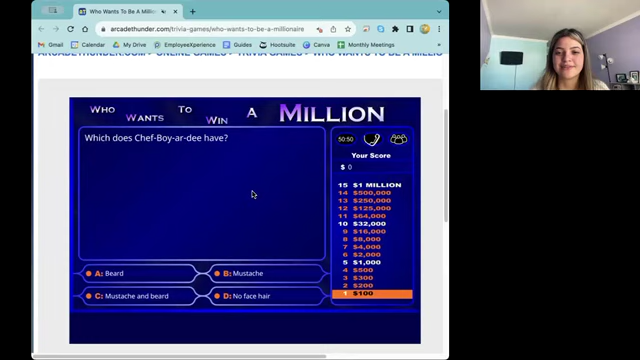 Who Wants To Be A Million
arcadethunder.com/trivia-games/who-wants-to-be-a-millionaire
Gmail Calendar My Drive EmployeeXperience Guides Hootsuite Canva Monthly Metrics
ARCADETHUNDER.COM › ONLINE GAMES › TRIVIA GAMES › WHO WANTS TO BE A MILLIO
WHO WANTS TO WIN A MILLION
Which does Chef-Boy-ar-dee have?
50:50
Your Score
$ 0
15 $1 MILLION
14 $500,000
13 $250,000
12 $125,000
11 $64,000
10 $32,000
9 $16,000
8 $8,000
7 $4,000
6 $2,000
5 $1,000
4 $500
3 $300
2 $200
1 $100
A: Beard
B: Mustache
C: Mustache and beard
D: No face hair